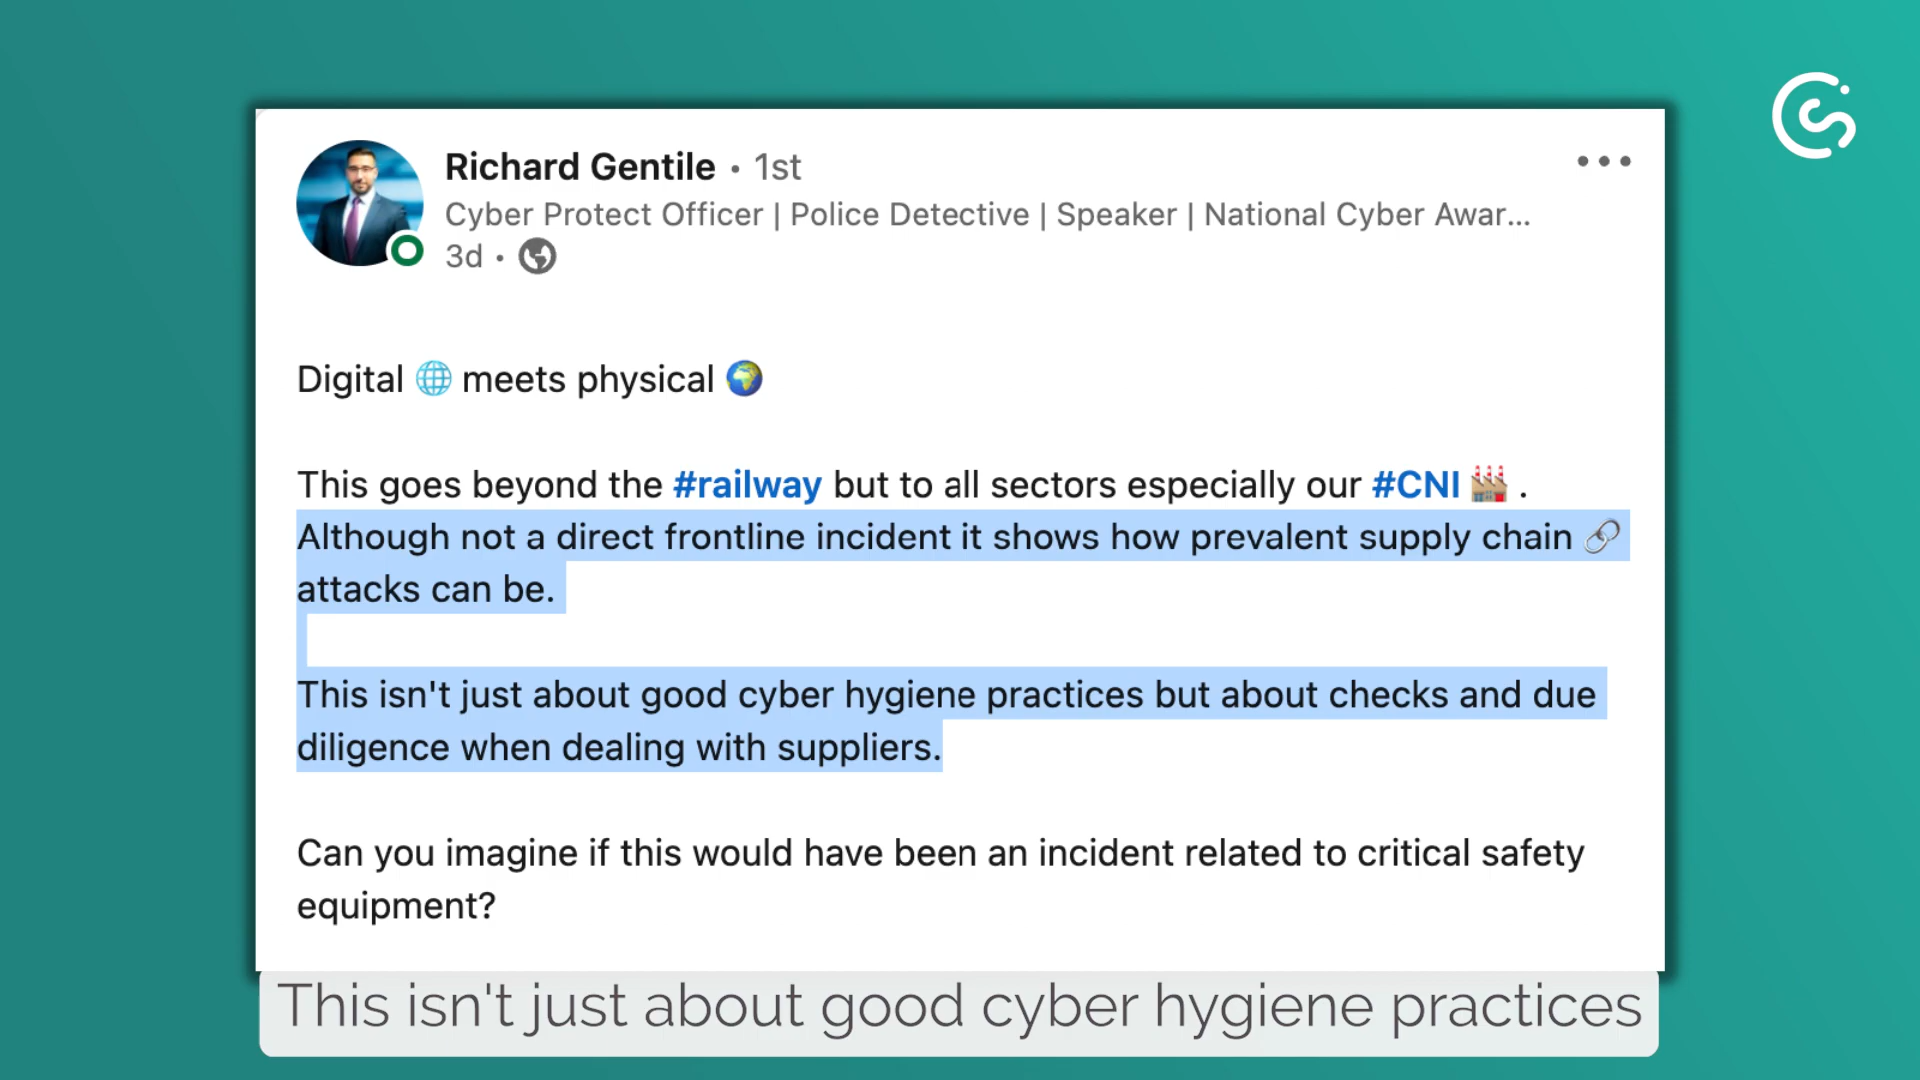 Richard Gentile • 1st
Cyber Protect Officer | Police Detective | Speaker | National Cyber Awar...
3d •
Digital 🌐 meets physical 🌍
This goes beyond the #railway but to all sectors especially our #CNI 🏭 .
Although not a direct frontline incident it shows how prevalent supply chain 🔗
attacks can be.
This isn't just about good cyber hygiene practices but about checks and due
diligence when dealing with suppliers.
Can you imagine if this would have been an incident related to critical safety
equipment?
This isn't just about good cyber hygiene practices